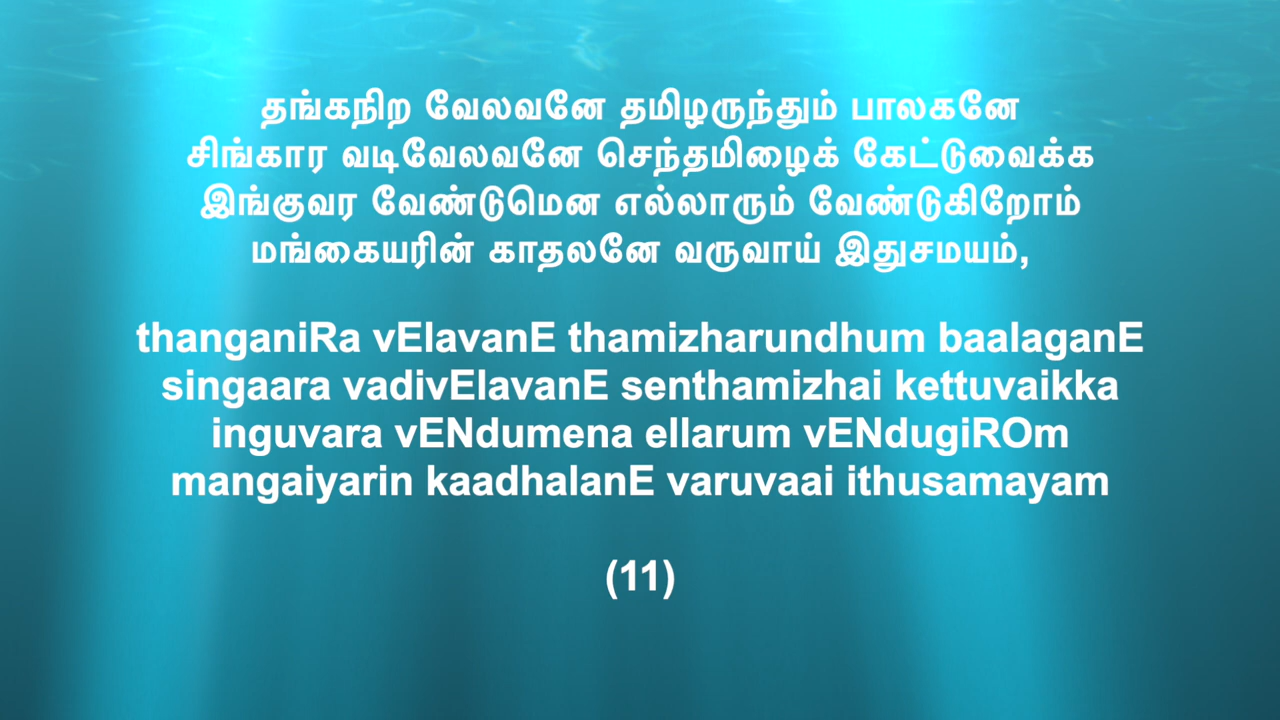 தங்கநிற வேலவனே தமிழருந்தும் பாலகனே
சிங்கார வடிவேலவனே செந்தமிழைக் கேட்டுவைக்க
இங்குவர வேண்டுமென எல்லாரும் வேண்டுகிறோம்
மங்கையரின் காதலனே வருவாய் இதுசமயம்,
thanganiRa vElavanE thamizharundhum baalaganE
singaara vadivElavanE senthamizhai kettuvaikka
inguvara vENdumena ellarum vENdugiROm
mangaiyarin kaadhalanE varuvaai ithusamayam
(11)